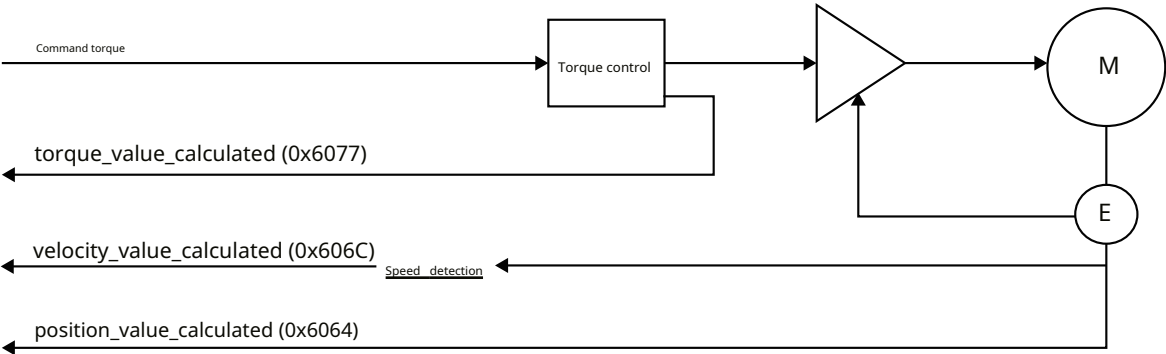 Command torque
Torque control
M
torque_value_calculated (0x6077)
E
velocity_value_calculated (0x606C)
Speed detection
position_value_calculated (0x6064)